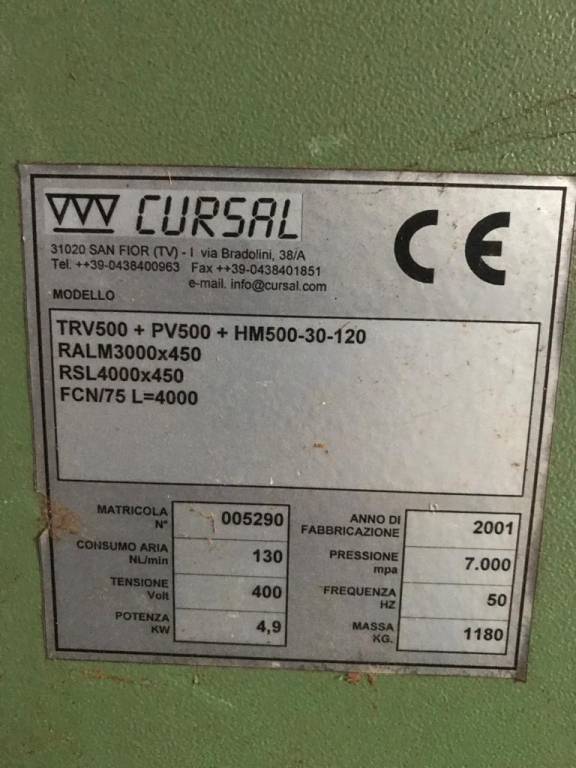 CURSAL
CE
31020 SAN FIOR (TV) - I via Bradolini, 38/A
Tel. ++39-0438400963 Fax ++39-0438401851
e-mail. info@cursal.com
MODELLO
TRV500 + PV500 + HM500-30-120
RALM3000x450
RSL4000x450
FCN/75 L=4000
MATRICOLA
N° 005290
CONSUMO ARIA
NL/min 130
TENSIONE
Volt 400
POTENZA
KW 4,9
ANNO DI
FABBRICAZIONE 2001
PRESSIONE
mpa 7.000
FREQUENZA
HZ 50
MASSA
KG. 1180